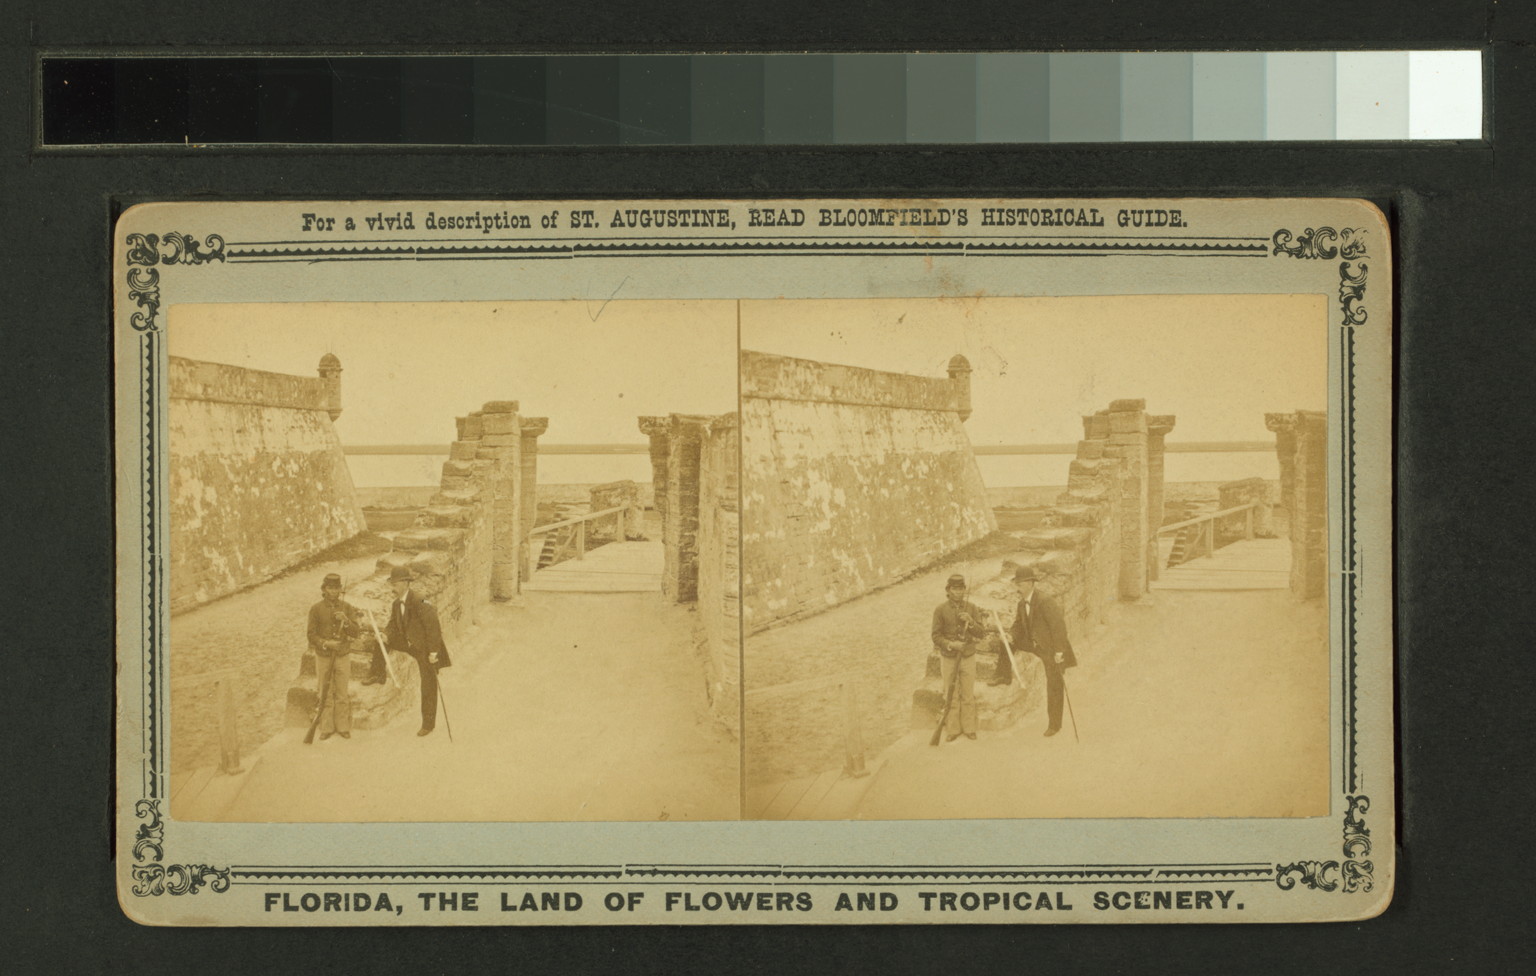 For a vivid description of ST. AUGUSTINE, READ BLOOMFIELD'S HISTORICAL GUIDE.
FLORIDA, THE LAND OF FLOWERS AND TROPICAL SCENERY.